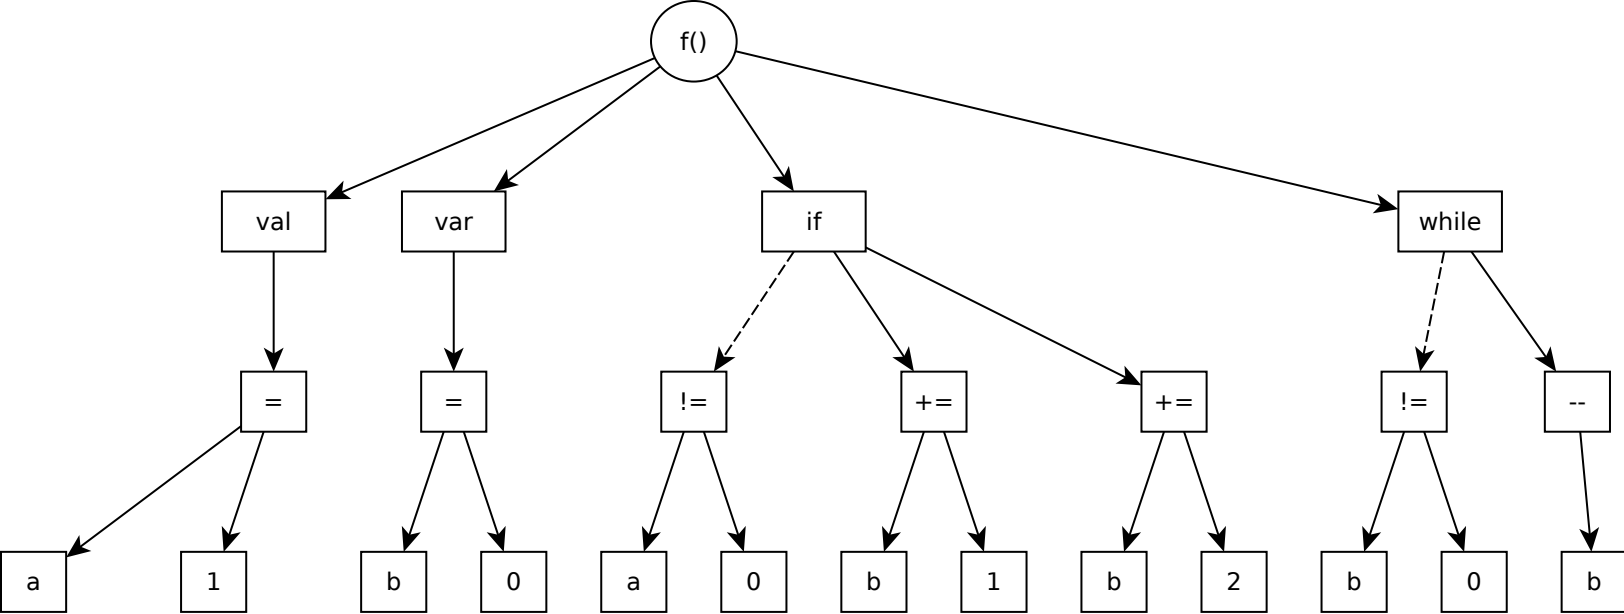 f()
val var if while
= = != += += != --
a 1 b 0 a 0 b 1 b 2 b 0 b